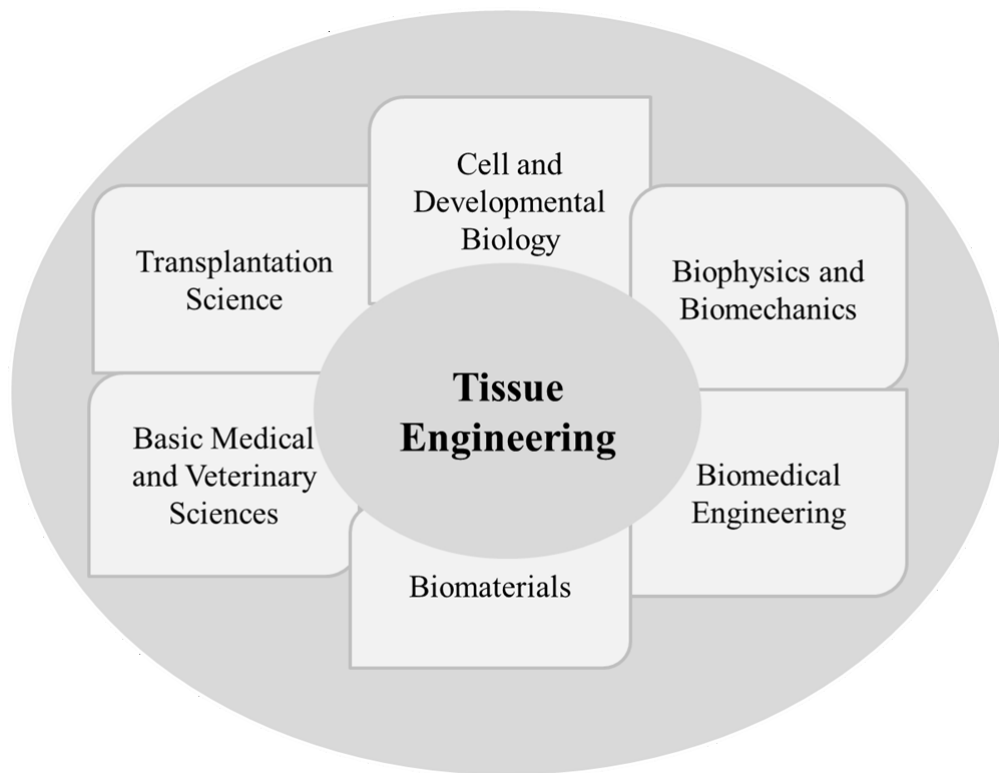 Cell and
Developmental
Biology
Transplantation
Science
Biophysics and
Biomechanics
Tissue
Engineering
Basic Medical
and Veterinary
Sciences
Biomedical
Engineering
Biomaterials